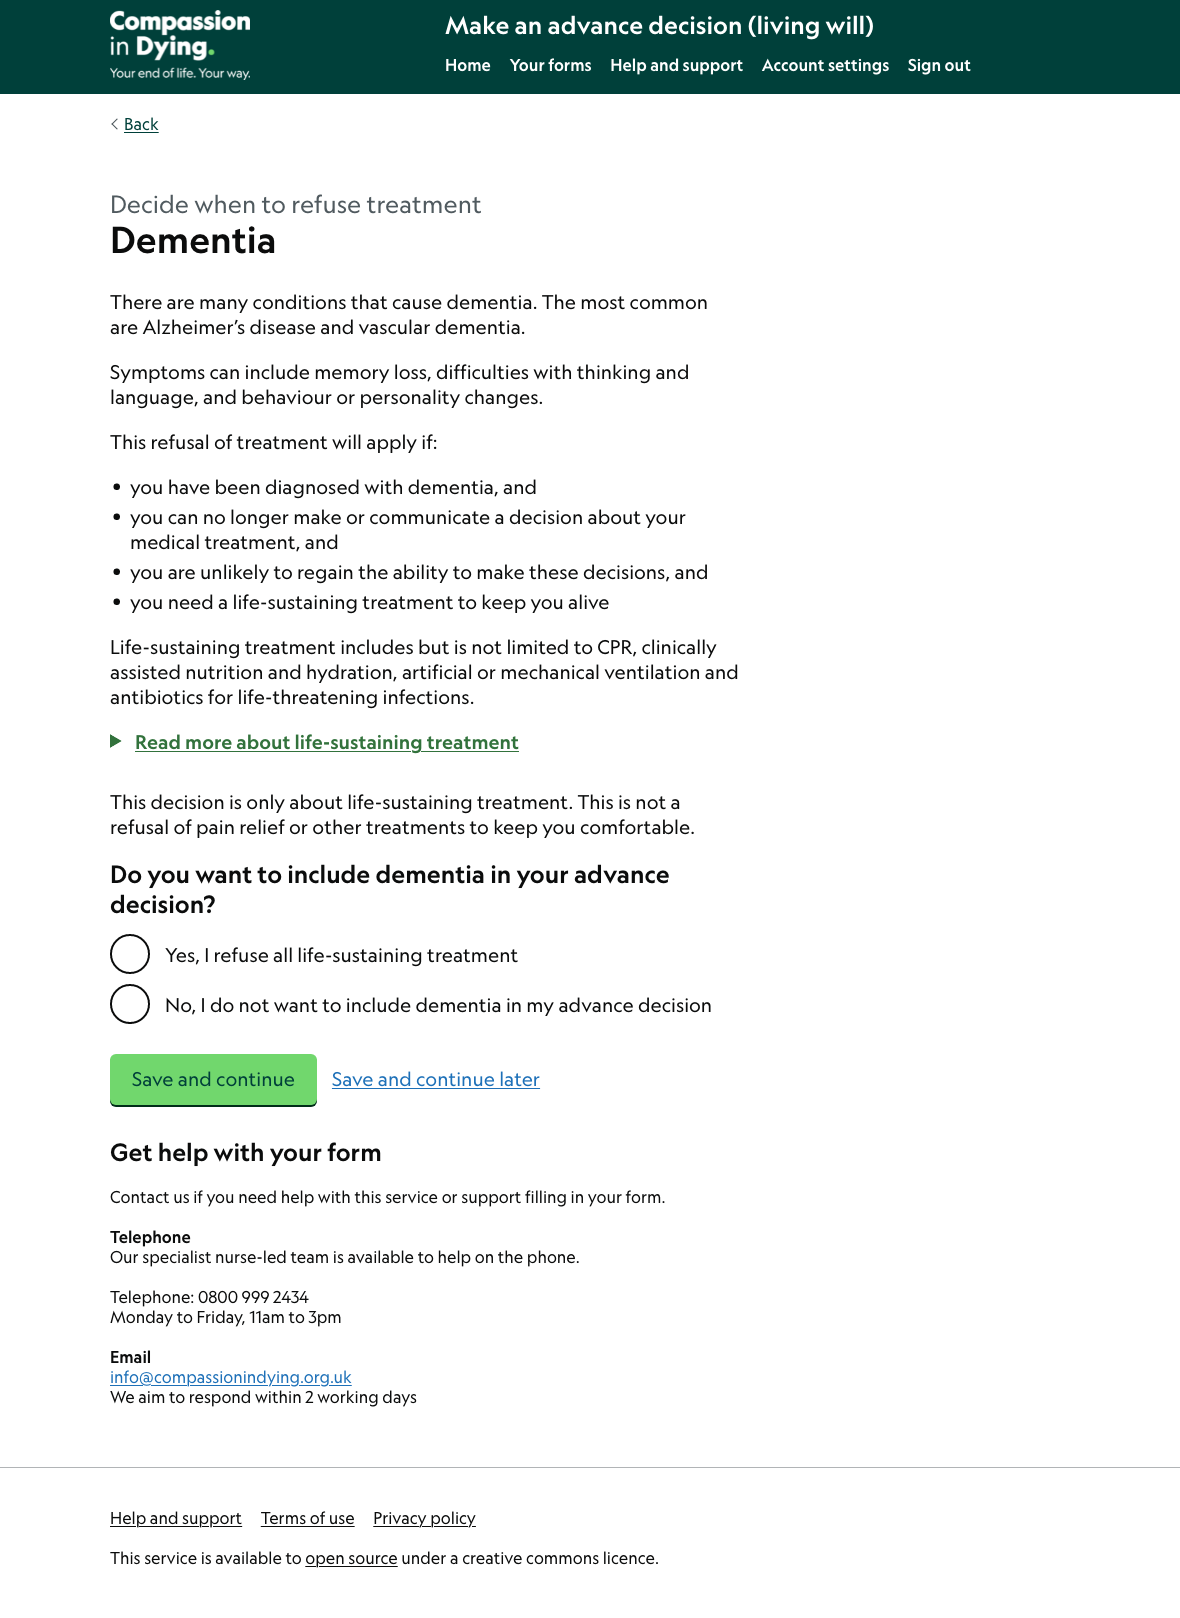 Compassion
in Dying.
Your end of life. Your way.
Make an advance decision (living will)
Home Your forms Help and support Account settings Sign out
Back
Decide when to refuse treatment
Dementia
There are many conditions that cause dementia. The most common
are Alzheimer’s disease and vascular dementia.
Symptoms can include memory loss, difficulties with thinking and
language, and behaviour or personality changes.
This refusal of treatment will apply if:
• you have been diagnosed with dementia, and
• you can no longer make or communicate a decision about your
medical treatment, and
• you are unlikely to regain the ability to make these decisions, and
• you need a life-sustaining treatment to keep you alive
Life-sustaining treatment includes but is not limited to CPR, clinically
assisted nutrition and hydration, artificial or mechanical ventilation and
antibiotics for life-threatening infections.
Read more about life-sustaining treatment
This decision is only about life-sustaining treatment. This is not a
refusal of pain relief or other treatments to keep you comfortable.
Do you want to include dementia in your advance
decision?
Yes, I refuse all life-sustaining treatment
No, I do not want to include dementia in my advance decision
Save and continue Save and continue later
Get help with your form
Contact us if you need help with this service or support filling in your form.
Telephone
Our specialist nurse-led team is available to help on the phone.
Telephone: 0800 999 2434
Monday to Friday, 11am to 3pm
Email
info@compassionindying.org.uk
We aim to respond within 2 working days
Help and support Terms of use Privacy policy
This service is available to open source under a creative commons licence.